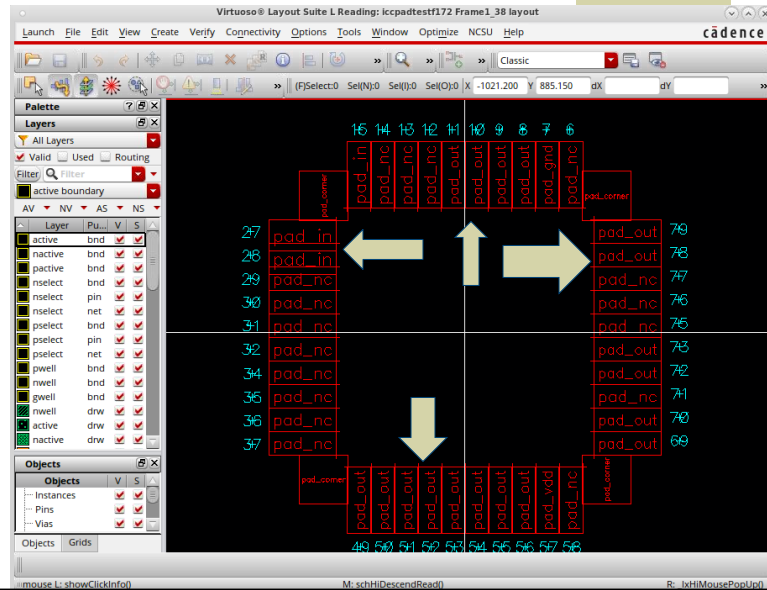 Virtuoso® Layout Suite L Reading: iccpadtestf172 Frame1_38 layout
Launch File Edit View Create Verify Connectivity Options Tools Window Optimize NCSU Help
cādence
» » » Classic
» (F)Select:0 Sel(N):0 Sel(I):0 Sel(O):0 X -1021.200 Y 885.150 dX dY »
Palette
Layers
All Layers
Valid Used Routing
Filter Filter
active boundary
AV NV AS NS
Layer Pu... V S
active bnd
nactive bnd
pactive bnd
nselect bnd
nselect pin
nselect net
pselect bnd
pselect pin
pselect net
pwell bnd
nwell bnd
gwell bnd
nwell drw
active drw
nactive drw
Objects
Objects V S
Instances
Pins
Vias
Objects Grids
15 14 13 12 11 10 9 8 7 6
pad_in pad_nc pad_nc pad_nc pad_out pad_out pad_out pad_out pad_gnd pad_nc
pad_corner pad_corner
27 pad_in pad_out 79
28 pad_in pad_out 78
29 pad_nc pad_nc 77
30 pad_nc pad_nc 76
31 pad_nc pad_nc 75
32 pad_nc pad_out 73
34 pad_nc pad_out 72
35 pad_nc pad_nc 71
36 pad_nc pad_out 70
37 pad_nc pad_out 69
pad_corner pad_corner
pad_out pad_out pad_out pad_out pad_out pad_out pad_out pad_out pad_vdd pad_nc
49 50 51 52 53 54 55 56 57 58
mouse L: showClickInfo() M: schHiDescendRead() R: _lxHiMousePopUp()